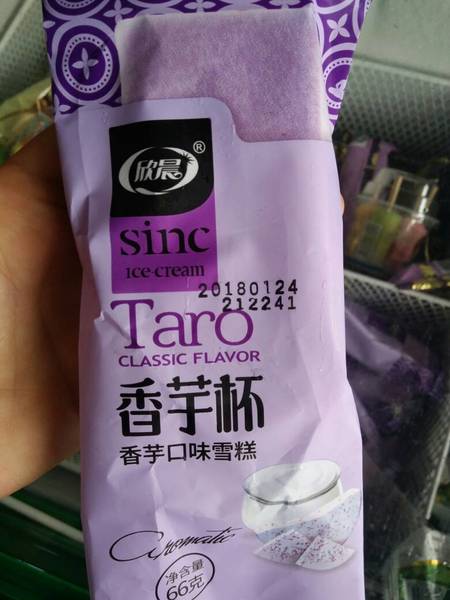 欣晨®
sinc
ice-cream
20180124
212241
Taro
CLASSIC FLAVOR
香芋杯
香芋口味雪糕
Aromatic
净含量
66克